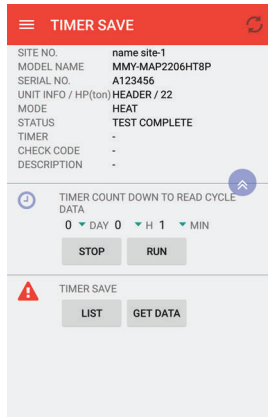 TIMER SAVE
SITE NO. name site-1
MODEL NAME MMY-MAP2206HT8P
SERIAL NO. A123456
UNIT INFO / HP(ton) HEADER / 22
MODE HEAT
STATUS TEST COMPLETE
TIMER -
CHECK CODE -
DESCRIPTION -
TIMER COUNT DOWN TO READ CYCLE
DATA
0 DAY 0 H 1 MIN
STOP RUN
TIMER SAVE
LIST GET DATA